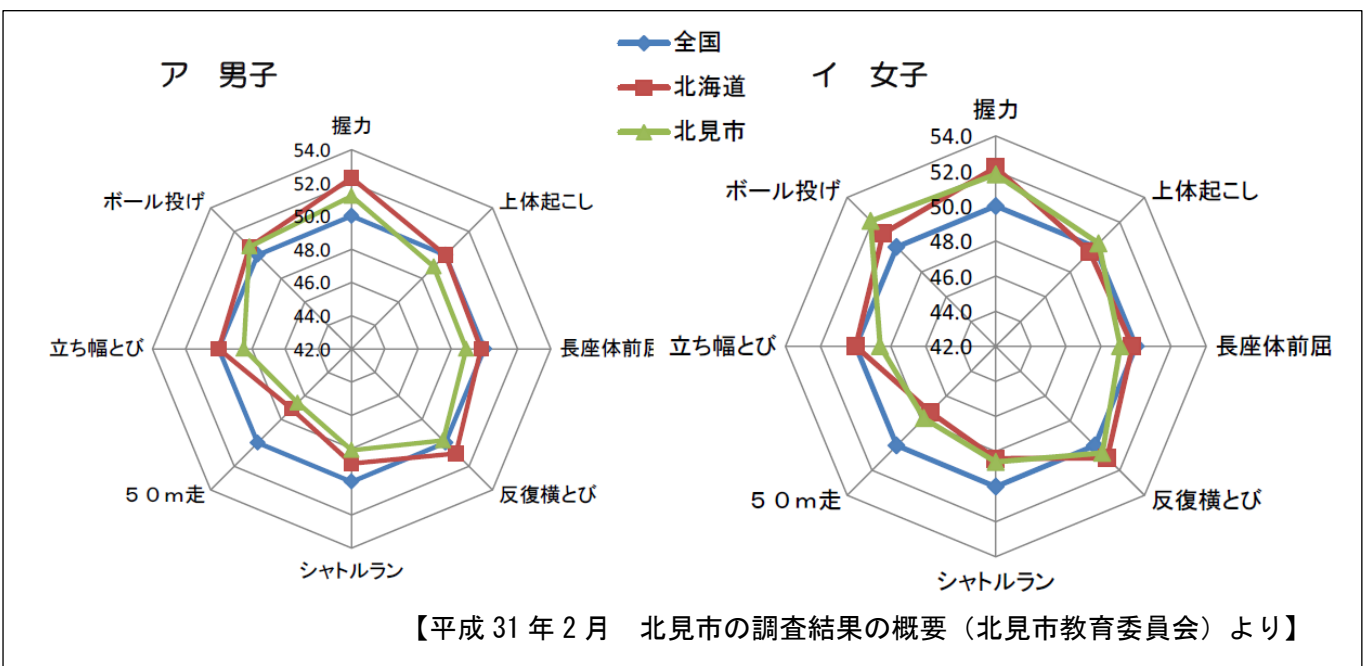 全国
北海道
北見市
ア 男子
握力
54.0
52.0
50.0
48.0
46.0
44.0
42.0
上体起こし
長座体前屈
反復横とび
シャトルラン
50m走
立ち幅とび
ボール投げ
イ 女子
握力
54.0
52.0
50.0
48.0
46.0
44.0
42.0
上体起こし
長座体前屈
反復横とび
シャトルラン
50m走
立ち幅とび
ボール投げ
【平成31年2月 北見市の調査結果の概要(北見市教育委員会)より】